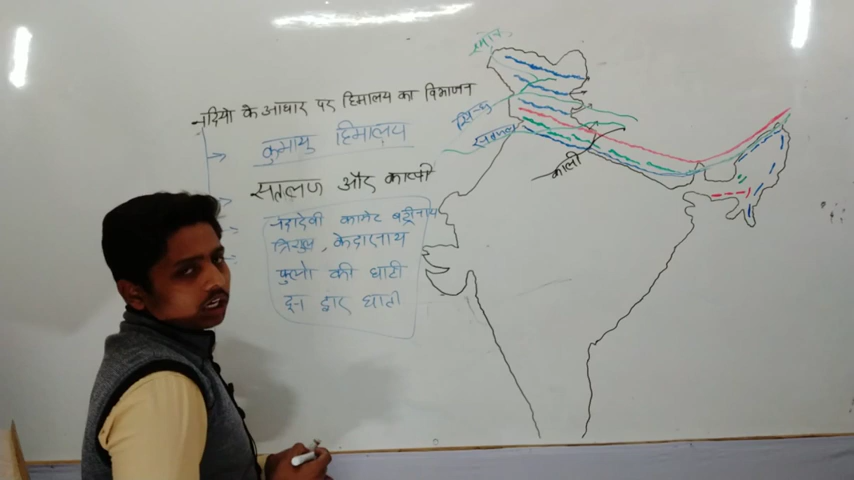 नदियो के आधार पर हिमालय का विभाजन
कुमायु हिमालय
सतलज और काली
नंदादेवी कामेट बद्रीनाथ
त्रिशुल, केदारनाथ
फुलो की घाटी
दून द्वार घाटी
सिन्धु
सतलज
काली